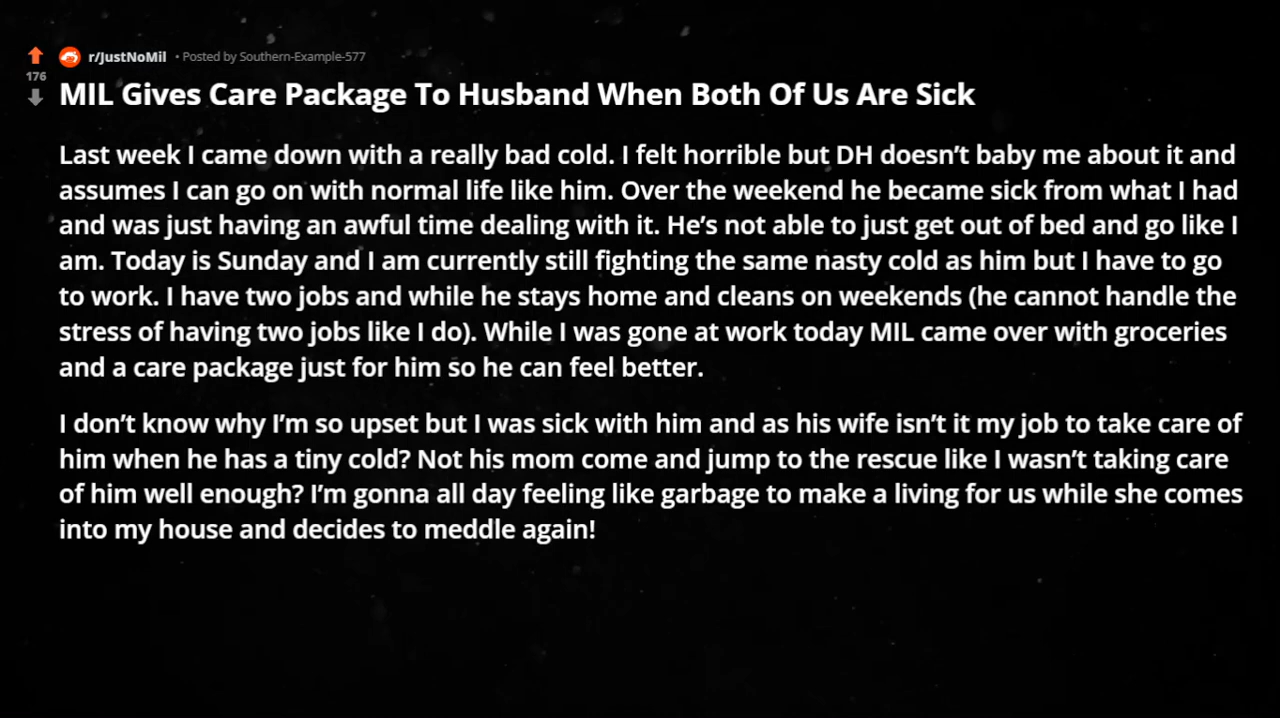 r/JustNoMil • Posted by Southern-Example-577
176
MIL Gives Care Package To Husband When Both Of Us Are Sick
Last week I came down with a really bad cold. I felt horrible but DH doesn't baby me about it and
assumes I can go on with normal life like him. Over the weekend he became sick from what I had
and was just having an awful time dealing with it. He's not able to just get out of bed and go like I
am. Today is Sunday and I am currently still fighting the same nasty cold as him but I have to go
to work. I have two jobs and while he stays home and cleans on weekends (he cannot handle the
stress of having two jobs like I do). While I was gone at work today MIL came over with groceries
and a care package just for him so he can feel better.
I don't know why I'm so upset but I was sick with him and as his wife isn't it my job to take care of
him when he has a tiny cold? Not his mom come and jump to the rescue like I wasn't taking care
of him well enough? I'm gonna all day feeling like garbage to make a living for us while she comes
into my house and decides to meddle again!